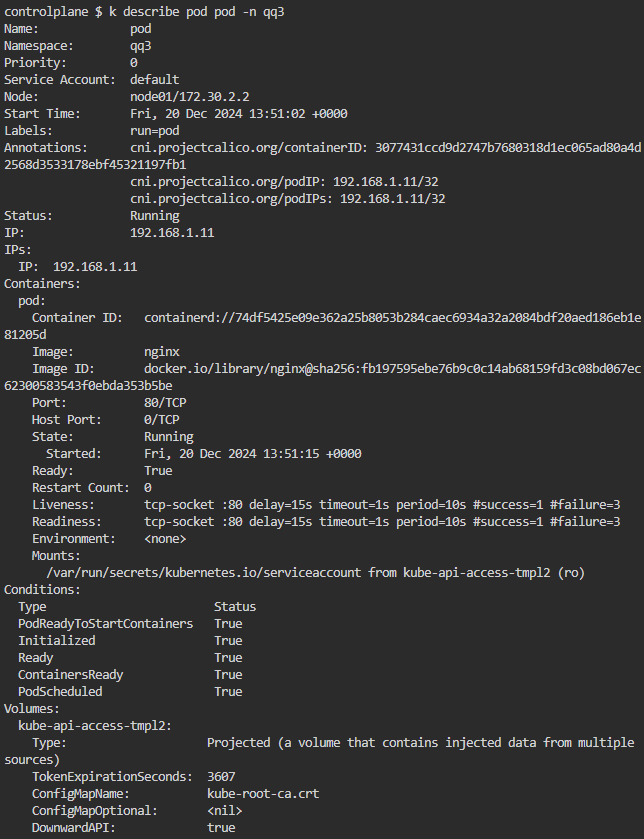 controlplane $ k describe pod pod -n qq3
Name:             pod
Namespace:        qq3
Priority:         0
Service Account:  default
Node:             node01/172.30.2.2
Start Time:       Fri, 20 Dec 2024 13:51:02 +0000
Labels:           run=pod
Annotations:      cni.projectcalico.org/containerID: 3077431ccd9d2747b7680318d1ec065ad80a4d
2568d3533178ebf45321197fb1
                  cni.projectcalico.org/podIP: 192.168.1.11/32
                  cni.projectcalico.org/podIPs: 192.168.1.11/32
Status:           Running
IP:               192.168.1.11
IPs:
  IP:  192.168.1.11
Containers:
  pod:
    Container ID:   containerd://74df5425e09e362a25b8053b284caec6934a32a2084bdf20aed186eb1e
81205d
    Image:          nginx
    Image ID:       docker.io/library/nginx@sha256:fb197595ebe76b9c0c14ab68159fd3c08bd067ec
62300583543f0ebda353b5be
    Port:           80/TCP
    Host Port:      0/TCP
    State:          Running
      Started:      Fri, 20 Dec 2024 13:51:15 +0000
    Ready:          True
    Restart Count:  0
    Liveness:       tcp-socket :80 delay=15s timeout=1s period=10s #success=1 #failure=3
    Readiness:      tcp-socket :80 delay=15s timeout=1s period=10s #success=1 #failure=3
    Environment:    <none>
    Mounts:
      /var/run/secrets/kubernetes.io/serviceaccount from kube-api-access-tmpl2 (ro)
Conditions:
  Type                        Status
  PodReadyToStartContainers   True
  Initialized                 True
  Ready                       True
  ContainersReady             True
  PodScheduled                True
Volumes:
  kube-api-access-tmpl2:
    Type:                    Projected (a volume that contains injected data from multiple
sources)
    TokenExpirationSeconds:  3607
    ConfigMapName:           kube-root-ca.crt
    ConfigMapOptional:       <nil>
    DownwardAPI:             true